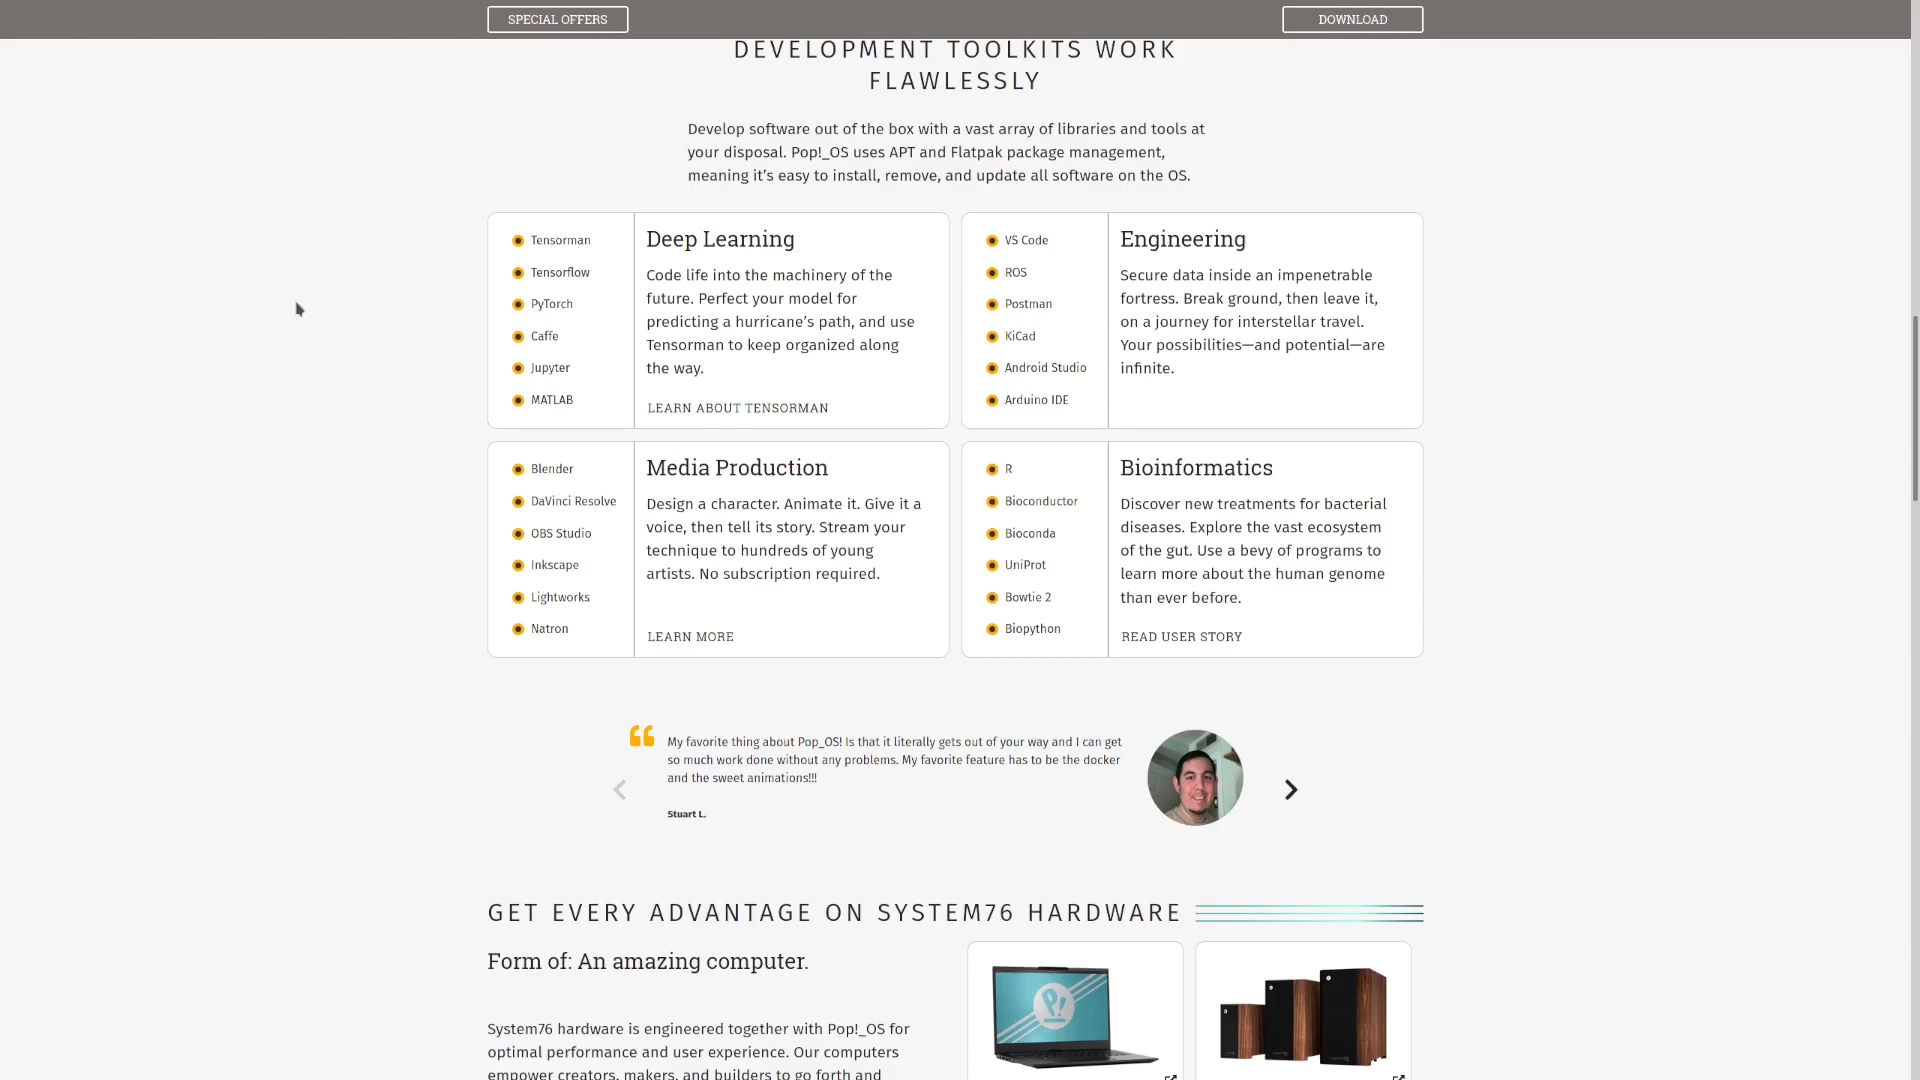 SPECIAL OFFERS
DOWNLOAD
DEVELOPMENT TOOLKITS WORK
FLAWLESSLY
Develop software out of the box with a vast array of libraries and tools at
your disposal. Pop!_OS uses APT and Flatpak package management,
meaning it’s easy to install, remove, and update all software on the OS.
Tensorman
Tensorflow
PyTorch
Caffe
Jupyter
MATLAB
Deep Learning
Code life into the machinery of the
future. Perfect your model for
predicting a hurricane’s path, and use
Tensorman to keep organized along
the way.
LEARN ABOUT TENSORMAN
VS Code
ROS
Postman
KiCad
Android Studio
Arduino IDE
Engineering
Secure data inside an impenetrable
fortress. Break ground, then leave it,
on a journey for interstellar travel.
Your possibilities—and potential—are
infinite.
Blender
DaVinci Resolve
OBS Studio
Inkscape
Lightworks
Natron
Media Production
Design a character. Animate it. Give it a
voice, then tell its story. Stream your
technique to hundreds of young
artists. No subscription required.
LEARN MORE
R
Bioconductor
Bioconda
UniProt
Bowtie 2
Biopython
Bioinformatics
Discover new treatments for bacterial
diseases. Explore the vast ecosystem
of the gut. Use a bevy of programs to
learn more about the human genome
than ever before.
READ USER STORY
My favorite thing about Pop_OS! Is that it literally gets out of your way and I can get
so much work done without any problems. My favorite feature has to be the docker
and the sweet animations!!!
Stuart L.
GET EVERY ADVANTAGE ON SYSTEM76 HARDWARE
Form of: An amazing computer.
System76 hardware is engineered together with Pop!_OS for
optimal performance and user experience. Our computers
empower creators, makers, and builders to go forth and
P!